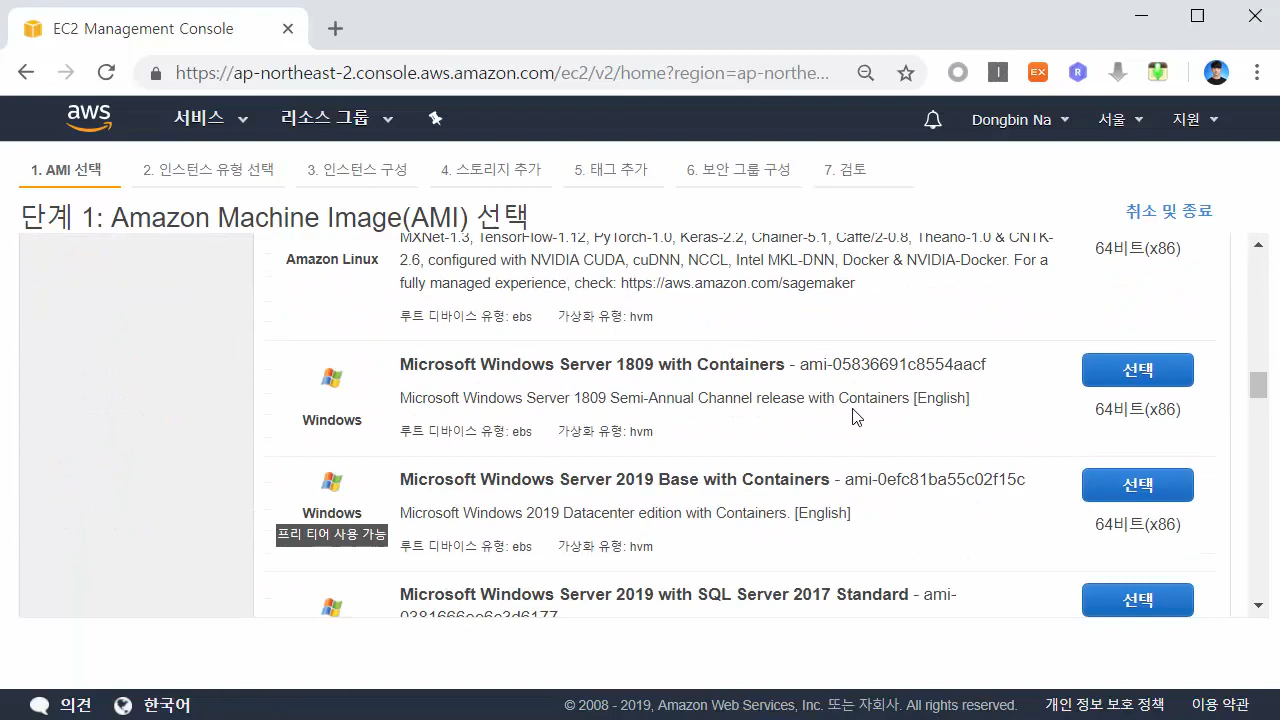 EC2 Management Console
https://ap-northeast-2.console.aws.amazon.com/ec2/v2/home?region=ap-northe...
EX
R
aws
서비스
리소스 그룹
Dongbin Na
서울
지원
1. AMI 선택
2. 인스턴스 유형 선택
3. 인스턴스 구성
4. 스토리지 추가
5. 태그 추가
6. 보안 그룹 구성
7. 검토
단계 1: Amazon Machine Image(AMI) 선택
취소 및 종료
Amazon Linux
MXNet-1.3, TensorFlow-1.12, PyTorch-1.0, Keras-2.2, Chainer-5.1, Caffe/2-0.8, Theano-1.0 & CNTK-
2.6, configured with NVIDIA CUDA, cuDNN, NCCL, Intel MKL-DNN, Docker & NVIDIA-Docker. For a
fully managed experience, check: https://aws.amazon.com/sagemaker
루트 디바이스 유형: ebs 가상화 유형: hvm
64비트(x86)
Windows
Microsoft Windows Server 1809 with Containers - ami-05836691c8554aacf
Microsoft Windows Server 1809 Semi-Annual Channel release with Containers [English]
루트 디바이스 유형: ebs 가상화 유형: hvm
선택
64비트(x86)
Windows
프리 티어 사용 가능
Microsoft Windows Server 2019 Base with Containers - ami-0efc81ba55c02f15c
Microsoft Windows 2019 Datacenter edition with Containers. [English]
루트 디바이스 유형: ebs 가상화 유형: hvm
선택
64비트(x86)
Microsoft Windows Server 2019 with SQL Server 2017 Standard - ami-
선택
의견
한국어
© 2008 - 2019, Amazon Web Services, Inc. 또는 자회사. All rights reserved.
개인 정보 보호 정책
이용 약관